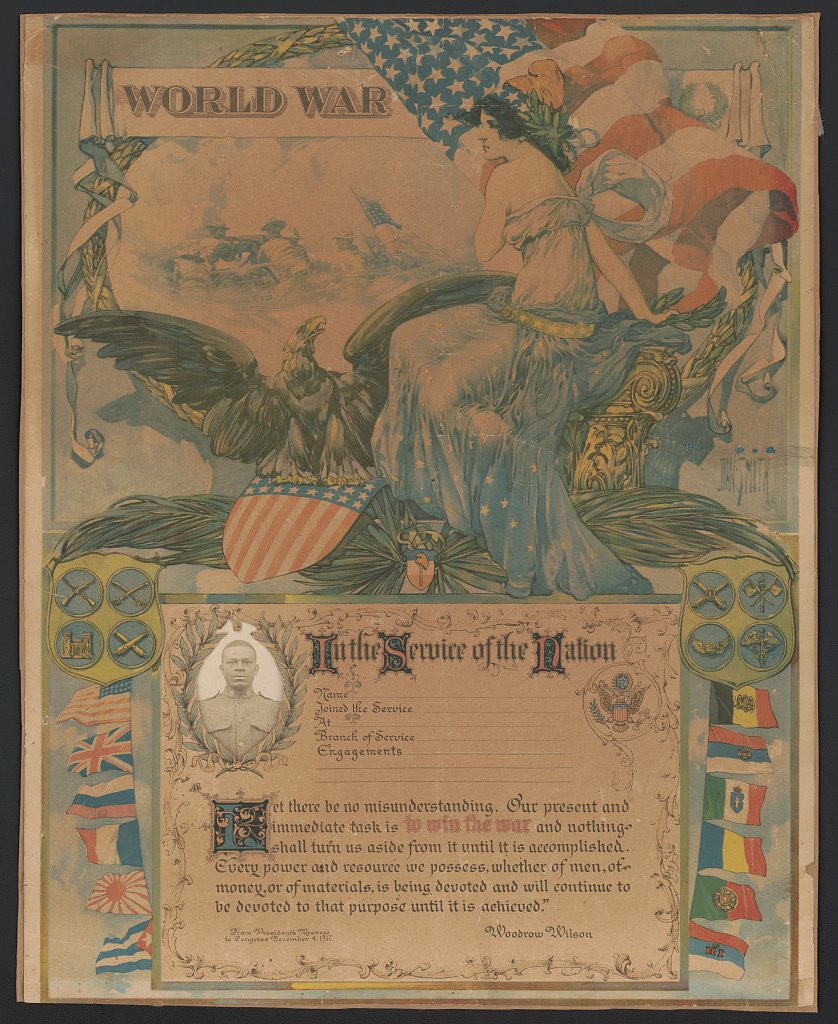 WORLD WAR
DAN SMITH
In the Service of the Nation
Name
Joined the Service
At
Branch of Service
Engagements
Let there be no misunderstanding. Our present and
immediate task is to win the war and nothing
shall turn us aside from it until it is accomplished.
Every power and resource we possess, whether of men, of
money, or of materials, is being devoted and will continue to
be devoted to that purpose until it is achieved."
From President's Message
to Congress December 4, 1917.
Woodrow Wilson